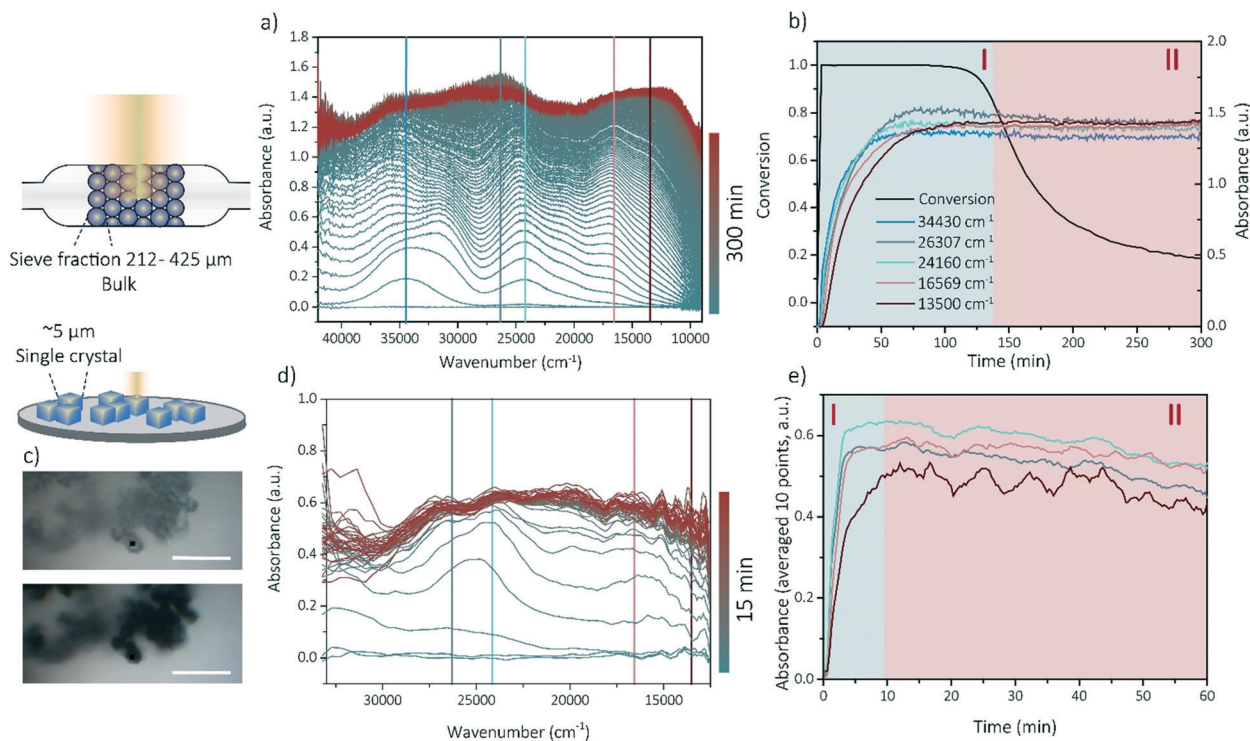 Sieve fraction 212- 425 µm
Bulk
~5 µm
Single crystal
c)
a)
Absorbance (a.u.)
1.8
1.6
1.4
1.2
1.0
0.8
0.6
0.4
0.2
0.0
40000 35000 30000 25000 20000 15000 10000
Wavenumber (cm⁻¹)
300 min
b)
I
II
Conversion
1.0
0.8
0.6
0.4
0.2
0.0
2.0
1.5
1.0
0.5
0.0
Absorbance (a.u.)
Conversion
34430 cm⁻¹
26307 cm⁻¹
24160 cm⁻¹
16569 cm⁻¹
13500 cm⁻¹
0 50 100 150 200 250 300
Time (min)
d)
Absorbance (a.u.)
1.0
0.8
0.6
0.4
0.2
0.0
30000 25000 20000 15000
Wavenumber (cm⁻¹)
15 min
e)
I
II
Absorbance (averaged 10 points, a.u.)
0.6
0.4
0.2
0.0
0 10 20 30 40 50 60
Time (min)